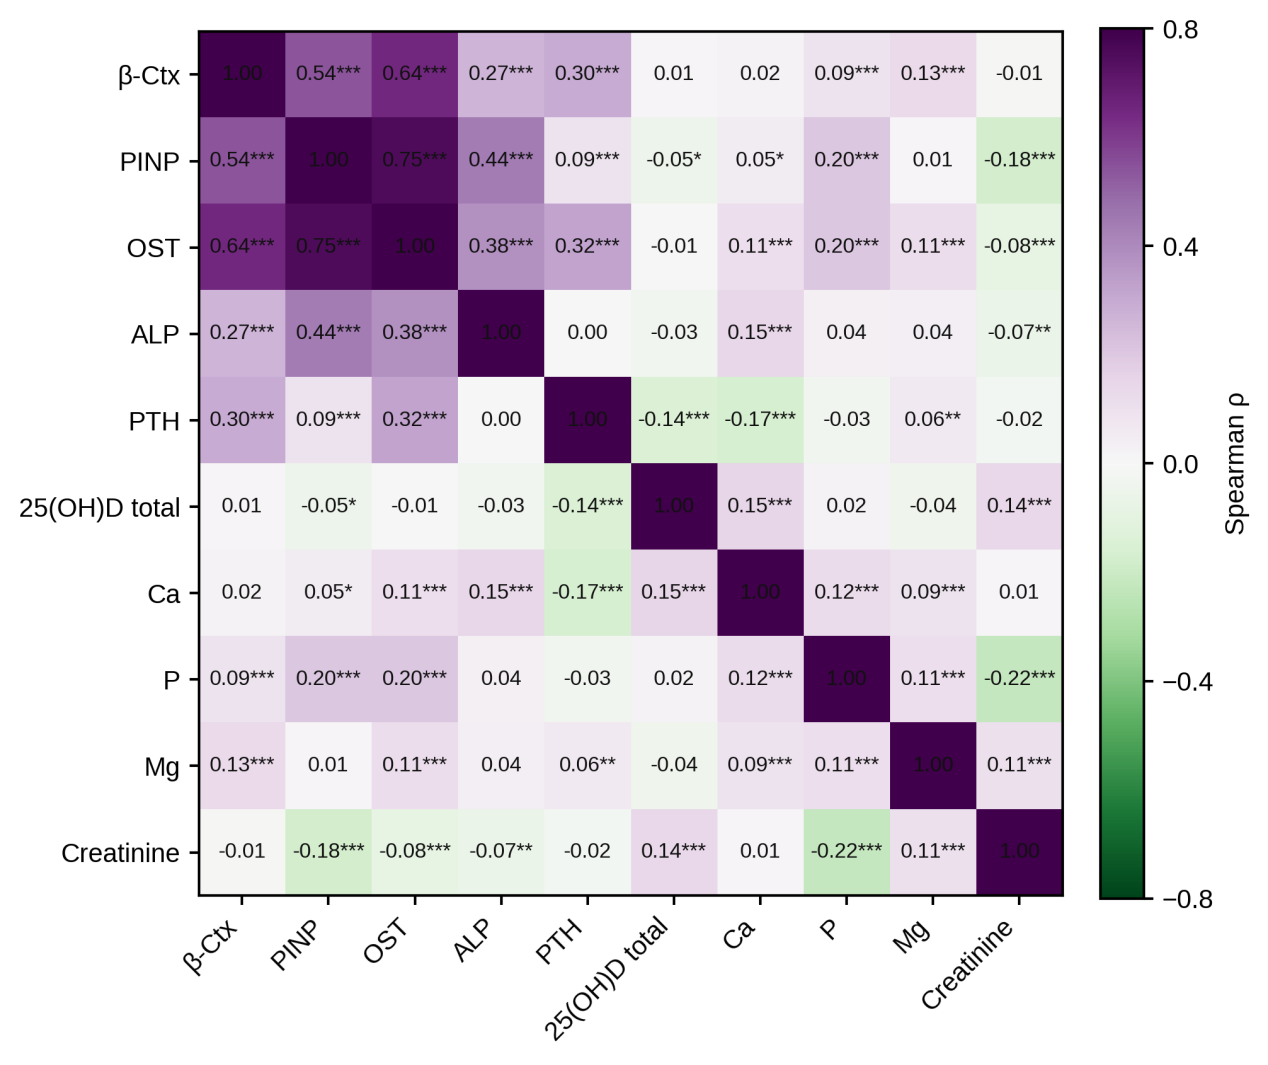 β-Ctx 1.00 0.54*** 0.64*** 0.27*** 0.30*** 0.01 0.02 0.09*** 0.13*** -0.01
PINP 0.54*** 1.00 0.75*** 0.44*** 0.09*** -0.05* 0.05* 0.20*** 0.01 -0.18***
OST 0.64*** 0.75*** 1.00 0.38*** 0.32*** -0.01 0.11*** 0.20*** 0.11*** -0.08***
ALP 0.27*** 0.44*** 0.38*** 1.00 0.00 -0.03 0.15*** 0.04 0.04 -0.07**
PTH 0.30*** 0.09*** 0.32*** 0.00 1.00 -0.14*** -0.17*** -0.03 0.06** -0.02
25(OH)D total 0.01 -0.05* -0.01 -0.03 -0.14*** 1.00 0.15*** 0.02 -0.04 0.14***
Ca 0.02 0.05* 0.11*** 0.15*** -0.17*** 0.15*** 1.00 0.12*** 0.09*** 0.01
P 0.09*** 0.20*** 0.20*** 0.04 -0.03 0.02 0.12*** 1.00 0.11*** -0.22***
Mg 0.13*** 0.01 0.11*** 0.04 0.06** -0.04 0.09*** 0.11*** 1.00 0.11***
Creatinine -0.01 -0.18*** -0.08*** -0.07** -0.02 0.14*** 0.01 -0.22*** 0.11*** 1.00
β-Ctx PINP OST ALP PTH 25(OH)D total Ca P Mg Creatinine
0.8
0.4
0.0
−0.4
−0.8
Spearman ρ